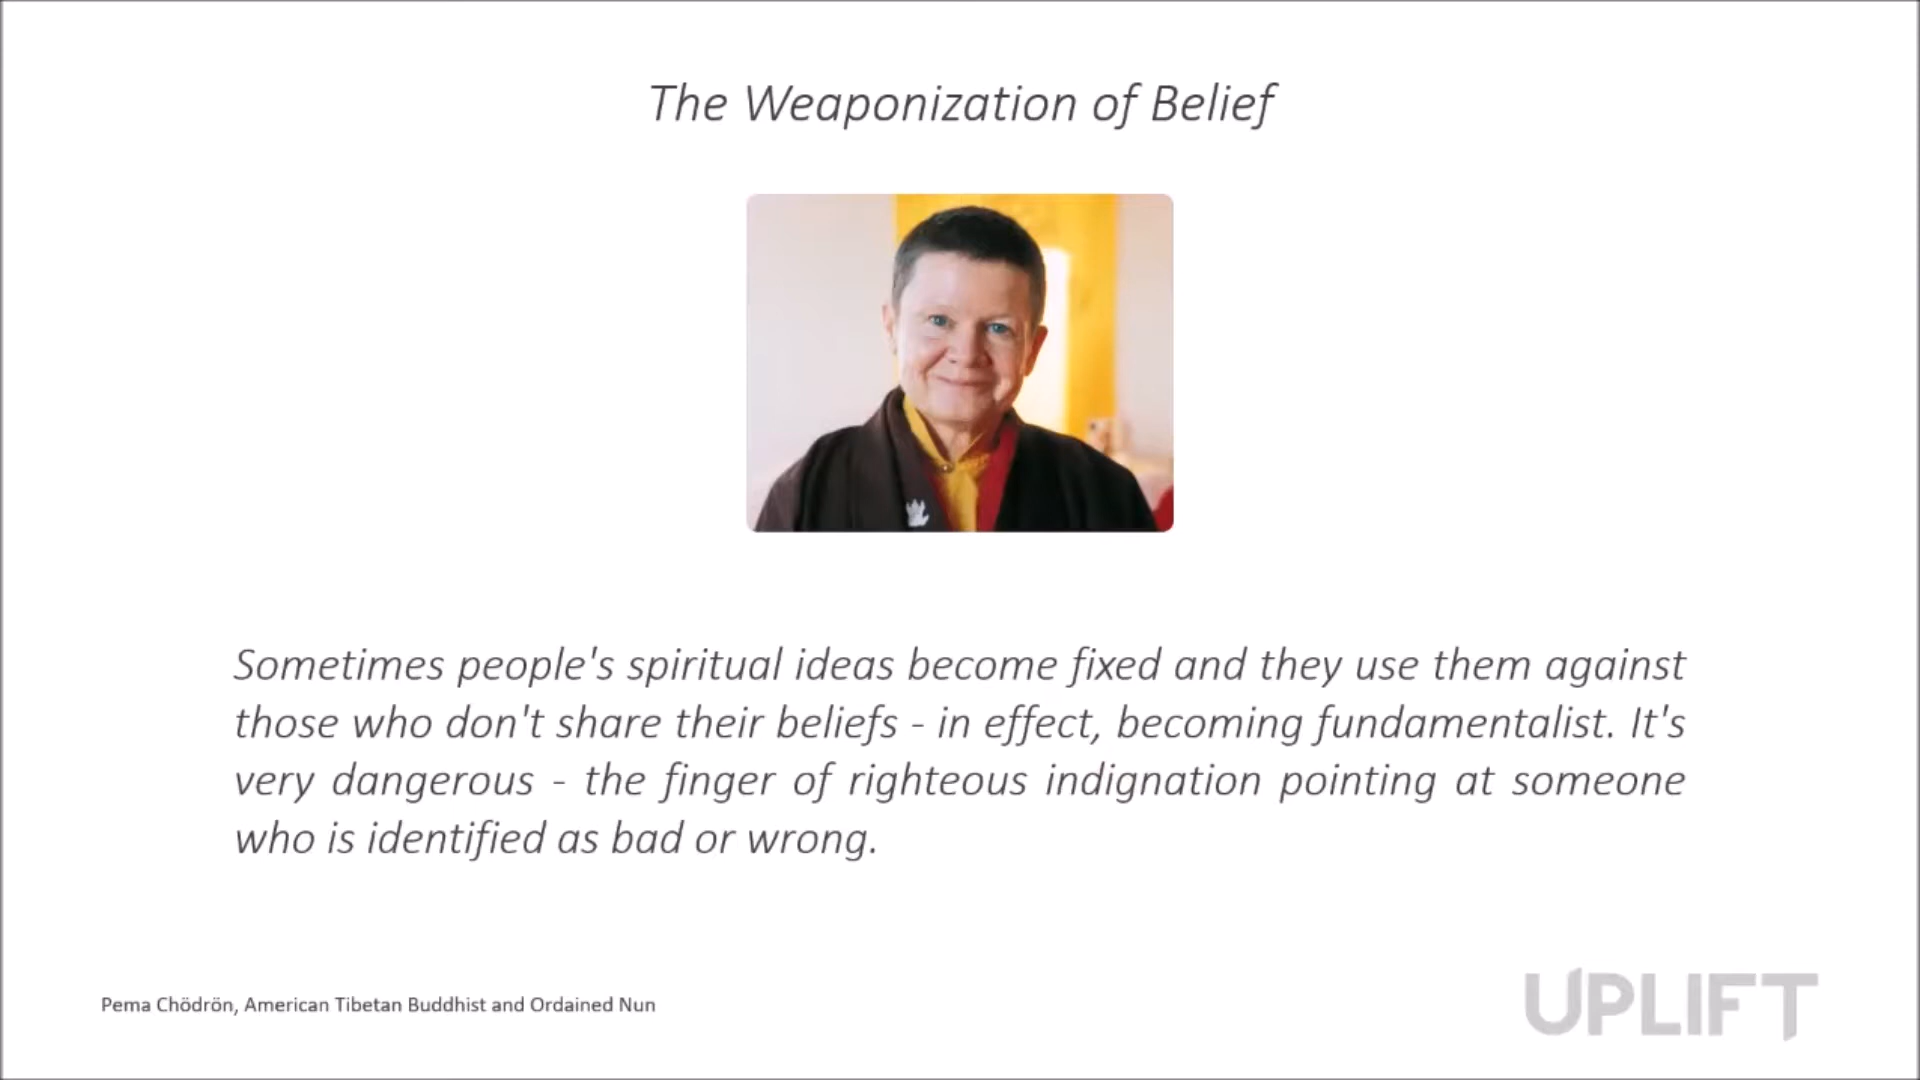 The Weaponization of Belief
Sometimes people's spiritual ideas become fixed and they use them against
those who don't share their beliefs - in effect, becoming fundamentalist. It's
very dangerous - the finger of righteous indignation pointing at someone
who is identified as bad or wrong.
Pema Chödrön, American Tibetan Buddhist and Ordained Nun
UPLIFT